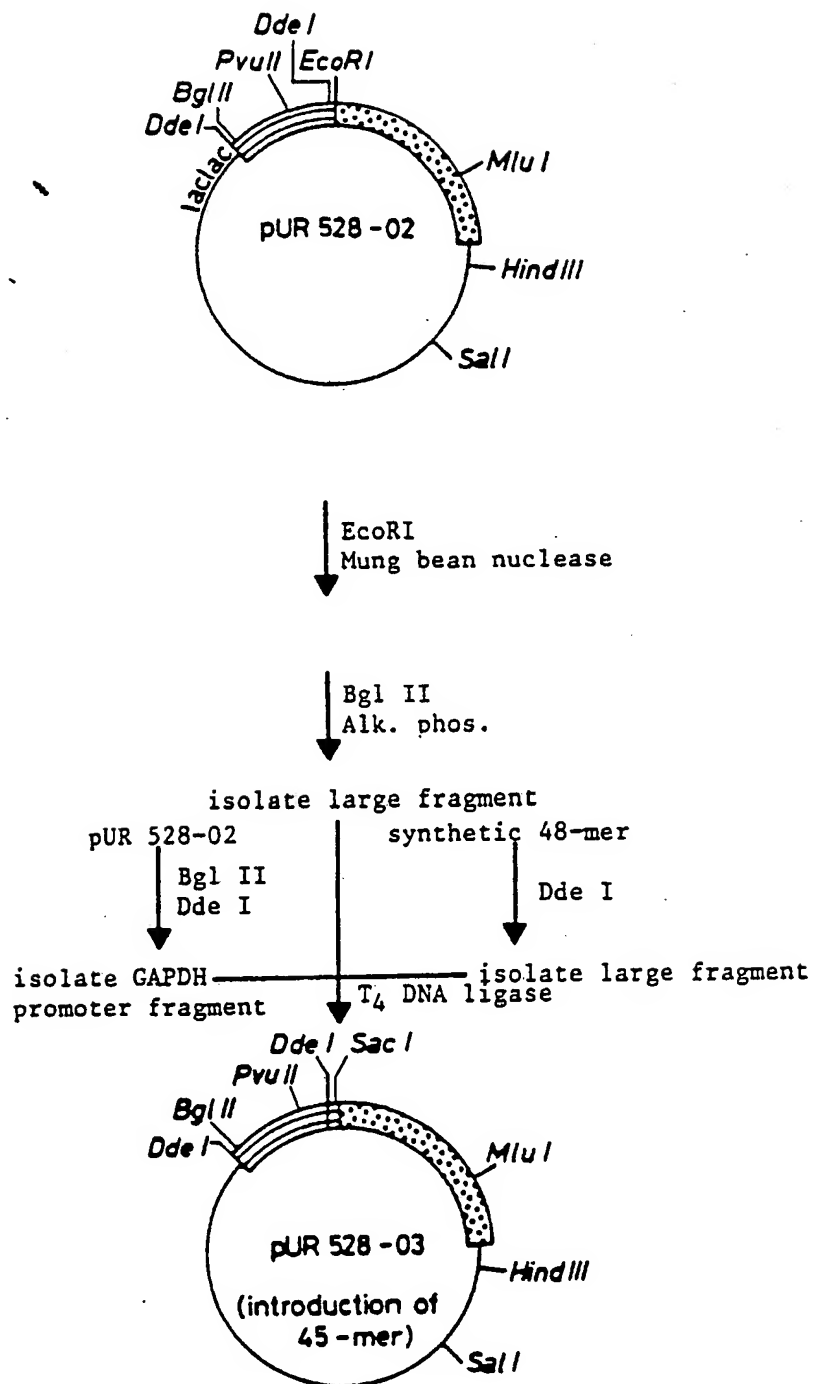 Dde I
Pvu II EcoRI
Bgl II
Dde I
laclac
Mlu I
pUR 528-02
Hind III
Sal I
EcoRI
Mung bean nuclease
Bgl II
Alk. phos.
isolate large fragment
pUR 528-02 synthetic 48-mer
Bgl II
Dde I
Dde I
isolate GAPDH isolate large fragment
promoter fragment T4 DNA ligase
Dde I Sac I
Pvu II
Bgl II
Dde I
Mlu I
pUR 528-03
Hind III
(introduction of
45-mer)
Sal I